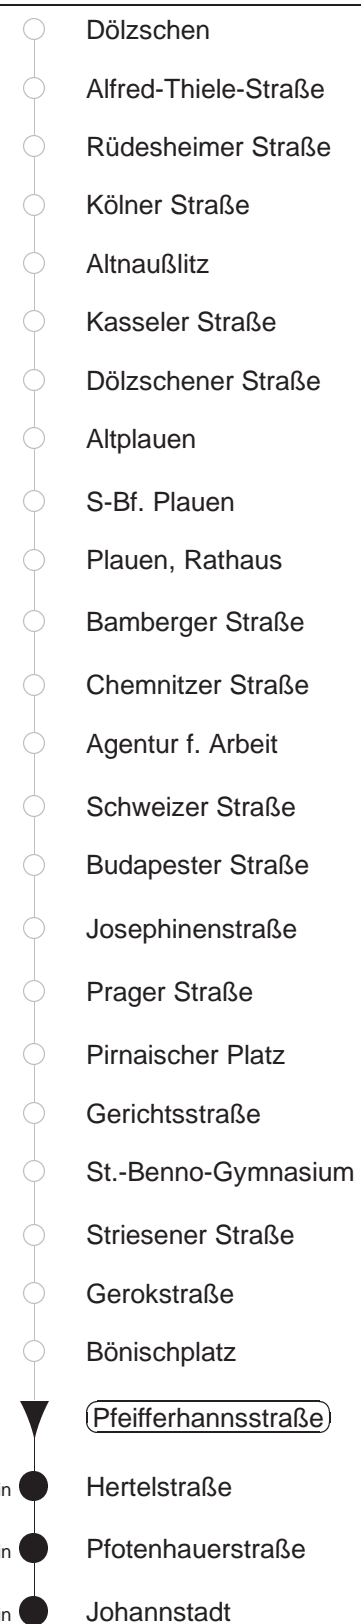 Dölzschen
Alfred-Thiele-Straße
Rüdesheimer Straße
Kölner Straße
Altnaußlitz
Kasseler Straße
Dölzschener Straße
Altplauen
S-Bf. Plauen
Plauen, Rathaus
Bamberger Straße
Chemnitzer Straße
Agentur f. Arbeit
Schweizer Straße
Budapester Straße
Josephinenstraße
Prager Straße
Pirnaischer Platz
Gerichtsstraße
St.-Benno-Gymnasium
Striesener Straße
Gerokstraße
Bönischplatz
Pfeifferhannsstraße
Hertelstraße
Pfotenhauerstraße
Johannstadt